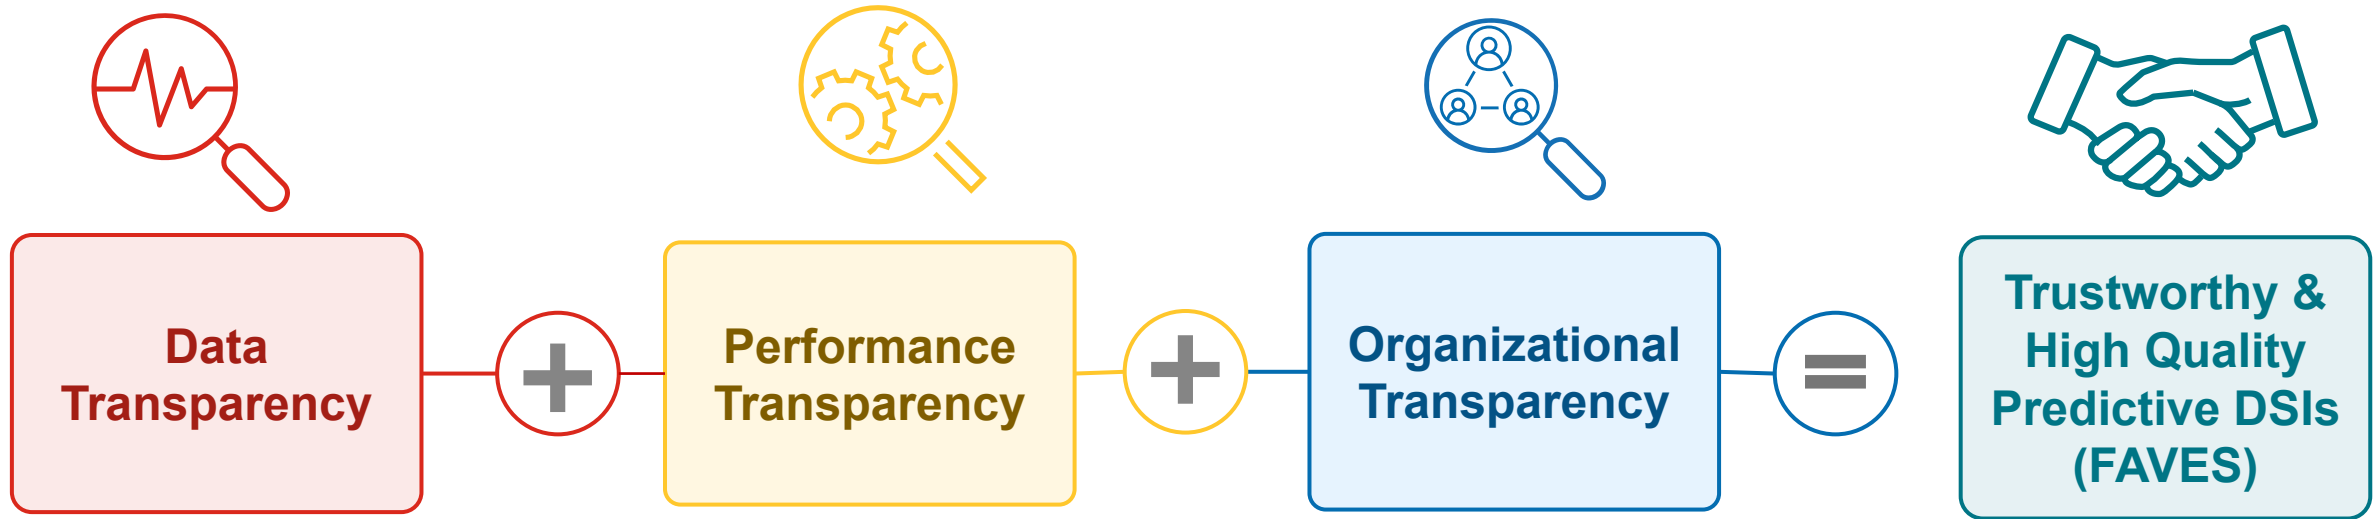 Data
Transparency
+
Performance
Transparency
+
Organizational
Transparency
=
Trustworthy &
High Quality
Predictive DSIs
(FAVES)